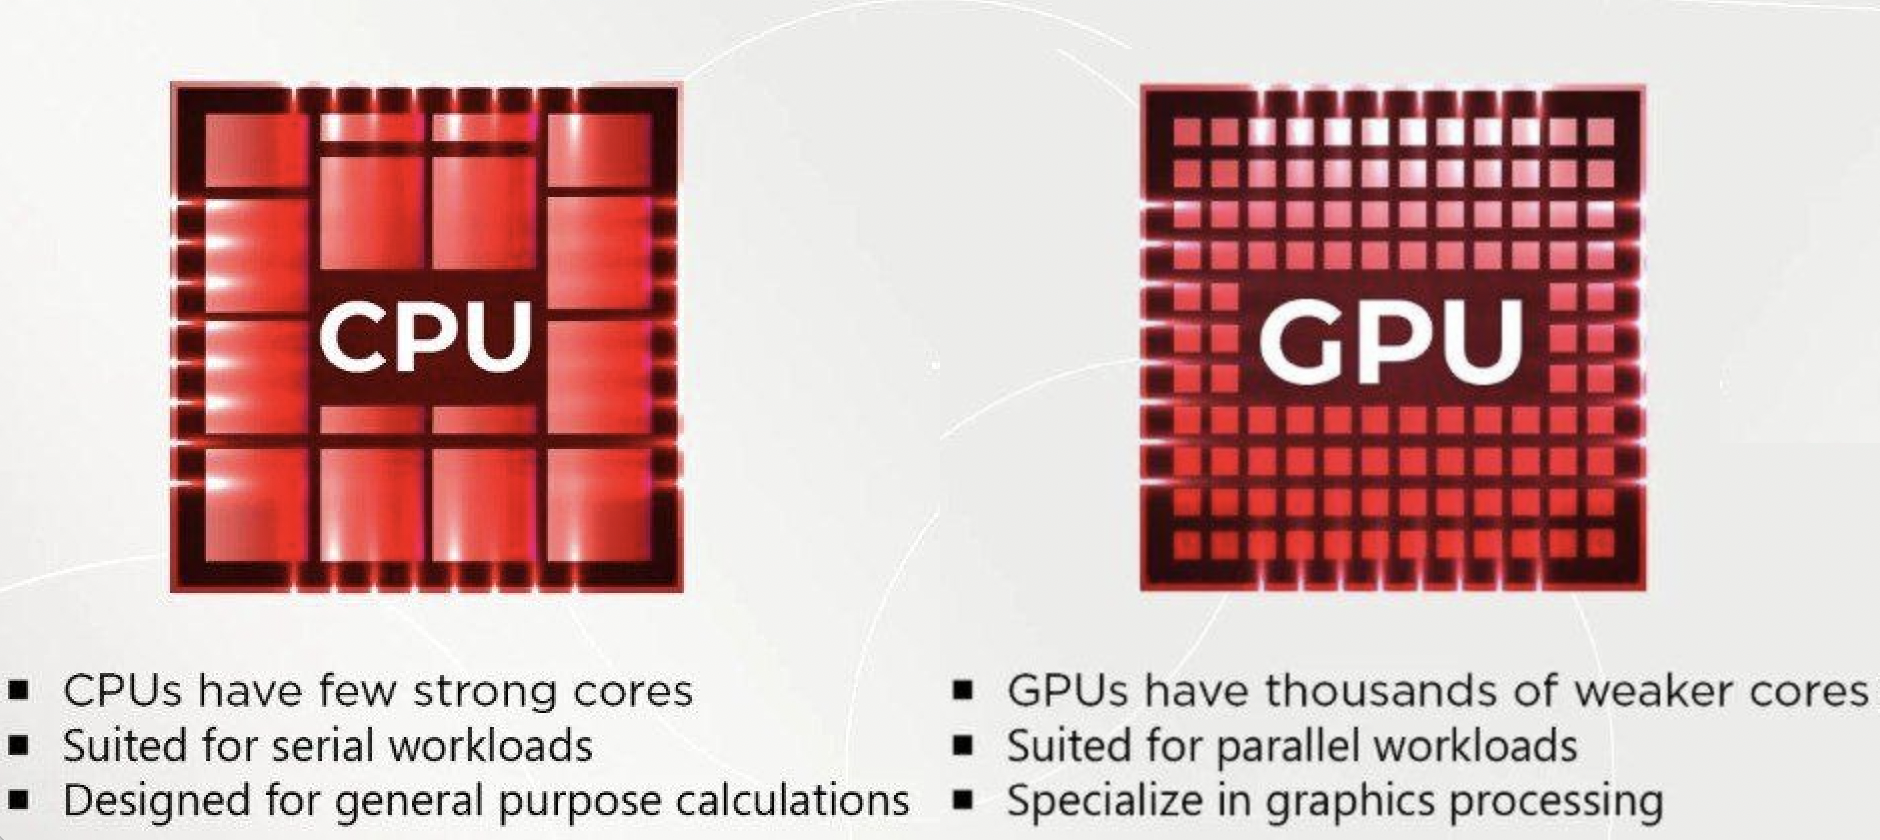 CPU
GPU
CPUs have few strong cores
Suited for serial workloads
Designed for general purpose calculations
GPUs have thousands of weaker cores
Suited for parallel workloads
Specialize in graphics processing